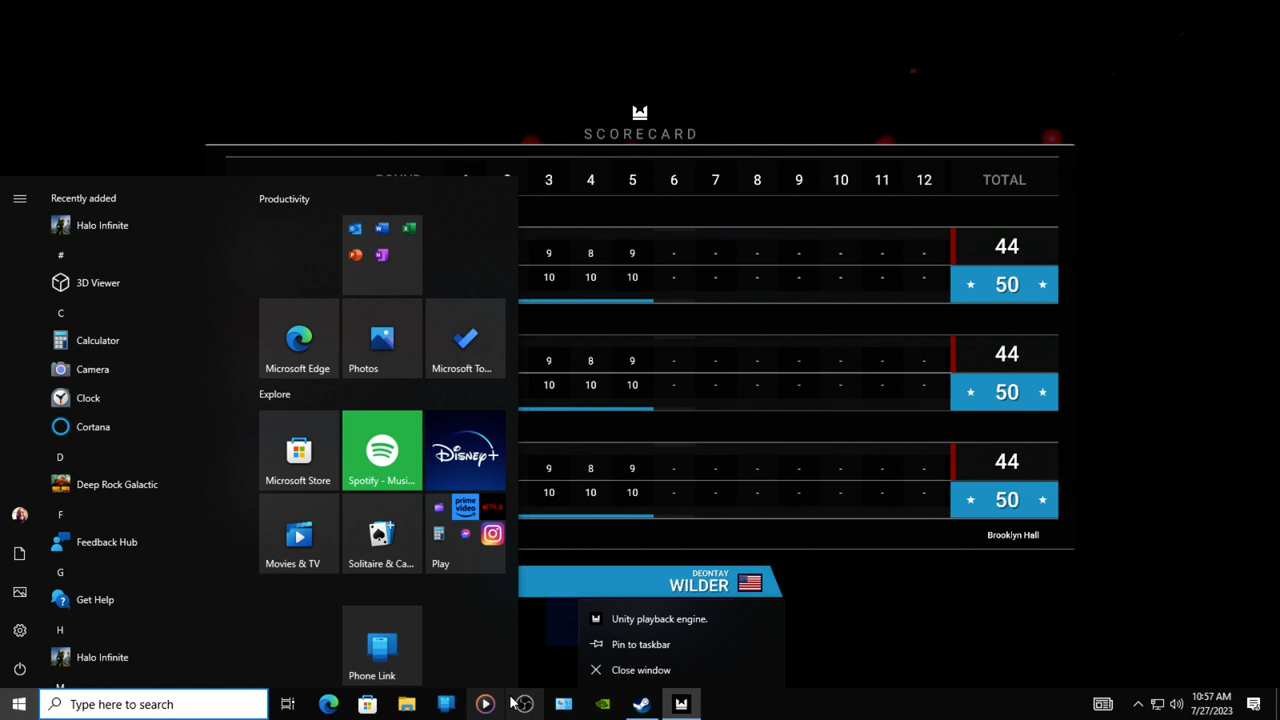 SCORECARD
3 4 5 6 7 8 9 10 11 12 TOTAL
9 8 9 - - - - - - - 44
10 10 10 - - - - - - - 50
9 8 9 - - - - - - - 44
10 10 10 - - - - - - - 50
9 8 9 - - - - - - - 44
10 10 10 - - - - - - - 50
Brooklyn Hall
DEONTAY
WILDER
Recently added
Halo Infinite
#
3D Viewer
C
Calculator
Camera
Clock
Cortana
D
Deep Rock Galactic
F
Feedback Hub
G
Get Help
H
Halo Infinite
Productivity
Microsoft Edge
Photos
Microsoft To...
Explore
Microsoft Store
Spotify - Musi...
Disney+
Movies & TV
Solitaire & Ca...
prime video
NETFLIX
Play
Phone Link
Unity playback engine.
Pin to taskbar
Close window
Type here to search
10:57 AM
7/27/2023